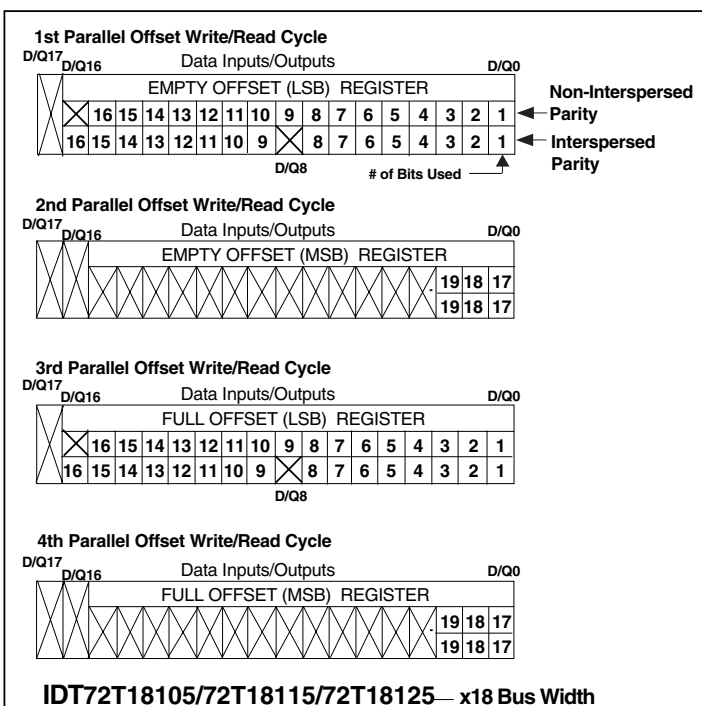 1st Parallel Offset Write/Read Cycle
D/Q17 D/Q16 Data Inputs/Outputs D/Q0
EMPTY OFFSET (LSB) REGISTER
16 15 14 13 12 11 10 9 8 7 6 5 4 3 2 1
Non-Interspersed Parity
16 15 14 13 12 11 10 9 8 7 6 5 4 3 2 1
Interspersed Parity
D/Q8
# of Bits Used
2nd Parallel Offset Write/Read Cycle
D/Q17 D/Q16 Data Inputs/Outputs D/Q0
EMPTY OFFSET (MSB) REGISTER
19 18 17
19 18 17
3rd Parallel Offset Write/Read Cycle
D/Q17 D/Q16 Data Inputs/Outputs D/Q0
FULL OFFSET (LSB) REGISTER
16 15 14 13 12 11 10 9 8 7 6 5 4 3 2 1
16 15 14 13 12 11 10 9 8 7 6 5 4 3 2 1
D/Q8
4th Parallel Offset Write/Read Cycle
D/Q17 D/Q16 Data Inputs/Outputs D/Q0
FULL OFFSET (MSB) REGISTER
19 18 17
19 18 17
IDT72T18105/72T18115/72T18125— x18 Bus Width